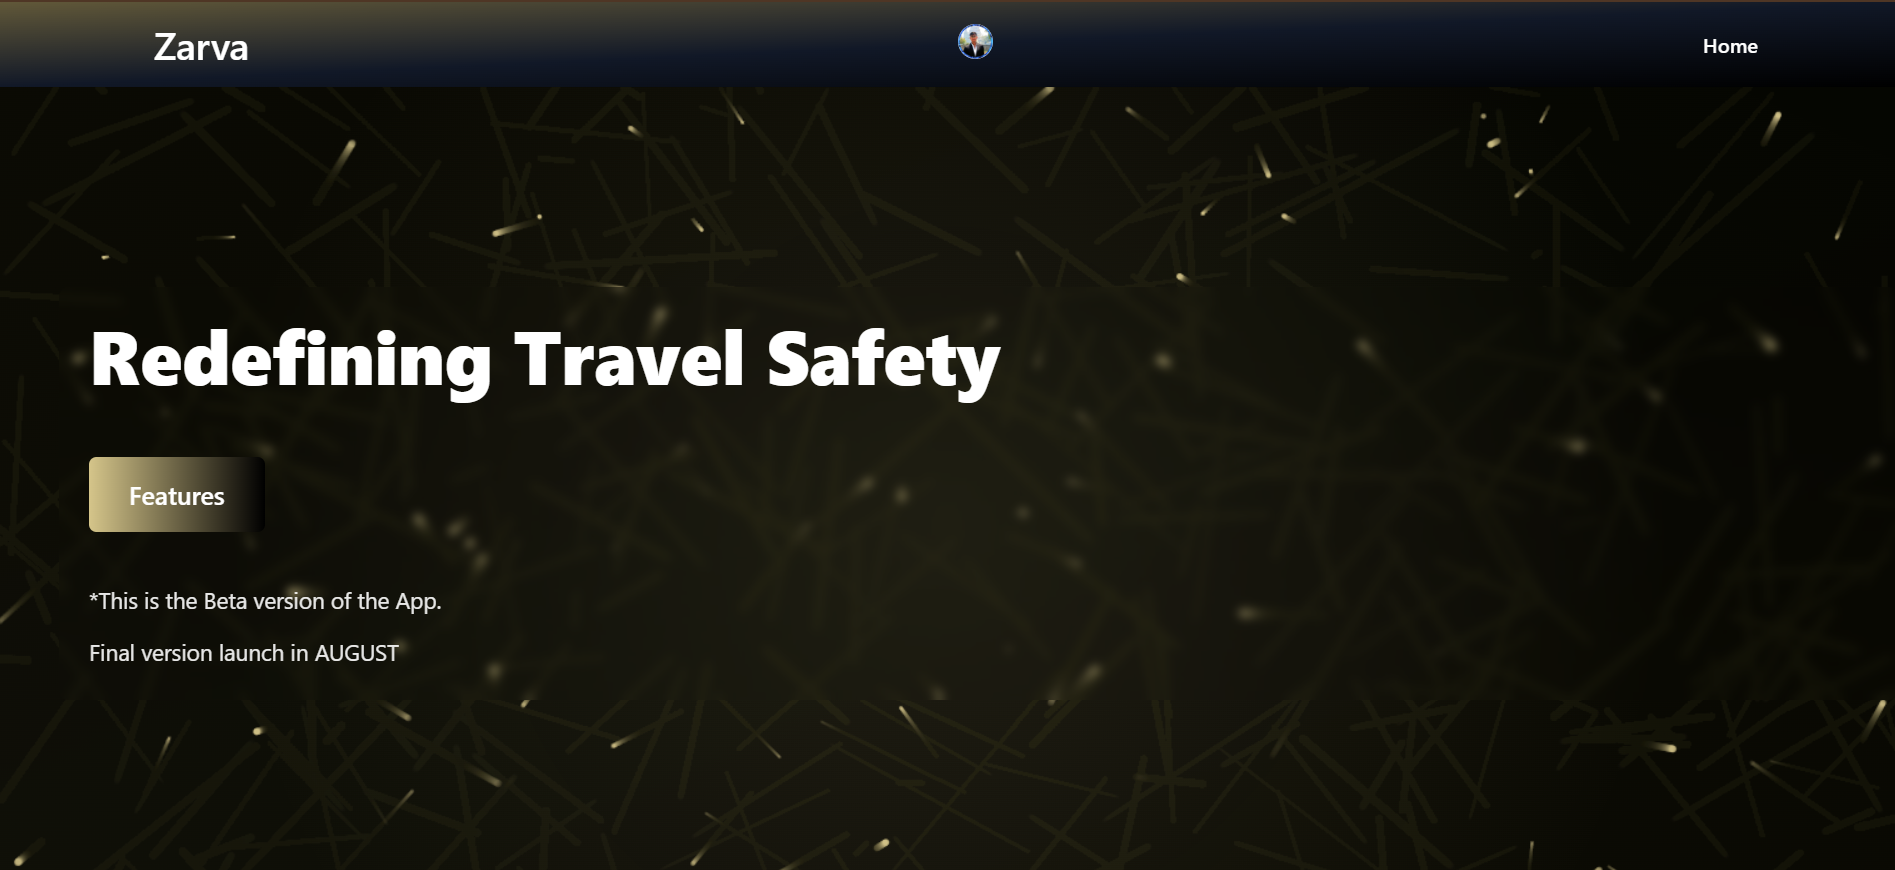 Zarva
Home
Redefining Travel Safety
Features
*This is the Beta version of the App.
Final version launch in AUGUST